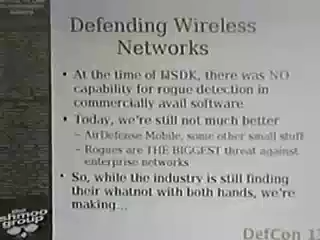 Defending Wireless
Networks
• At the time of WSDK, there was NO
capability for rogue detection in
commercially avail software
• Today, we're still not much better
– AirDefense Mobile, some other small stuff
– Rogues are THE BIGGEST threat against
enterprise networks
• So, while the industry is still finding
their whatnot with both hands, we're
making...
the
shmoo
group
DefCon 1